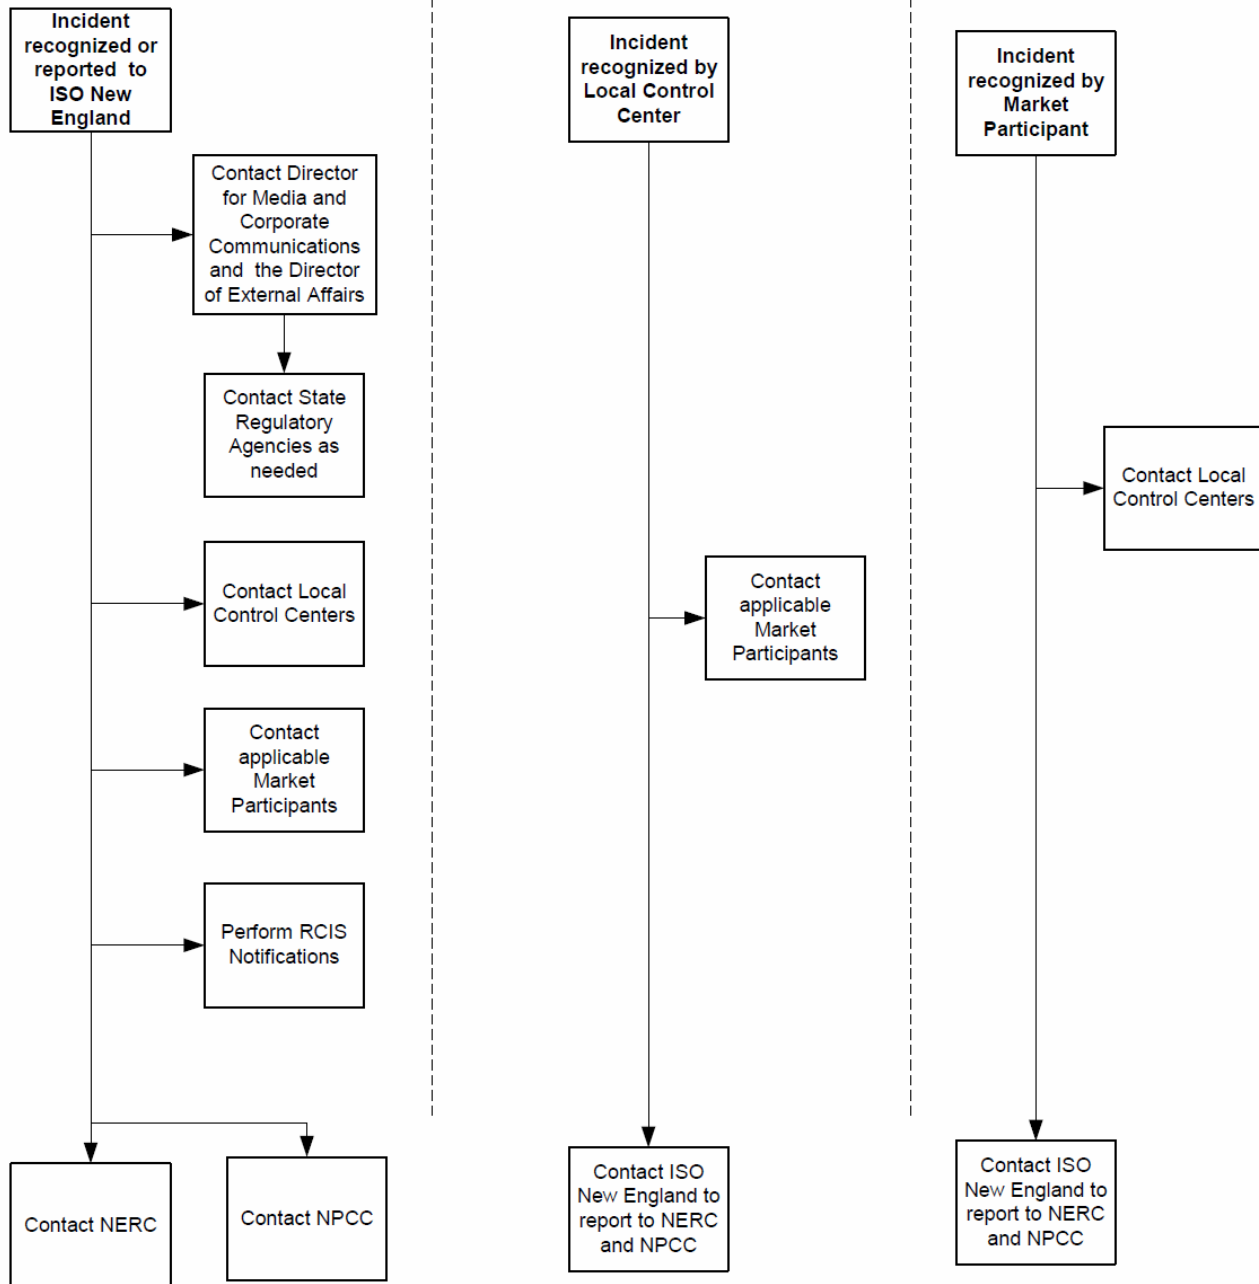 Incident
recognized or
reported to
ISO New
England
Contact Director
for Media and
Corporate
Communications
and the Director
of External Affairs
Contact State
Regulatory
Agencies as
needed
Contact Local
Control Centers
Contact
applicable
Market
Participants
Perform RCIS
Notifications
Contact NERC
Contact NPCC
Incident
recognized by
Local Control
Center
Contact
applicable
Market
Participants
Contact ISO
New England to
report to NERC
and NPCC
Incident
recognized by
Market
Participant
Contact Local
Control Centers
Contact ISO
New England to
report to NERC
and NPCC